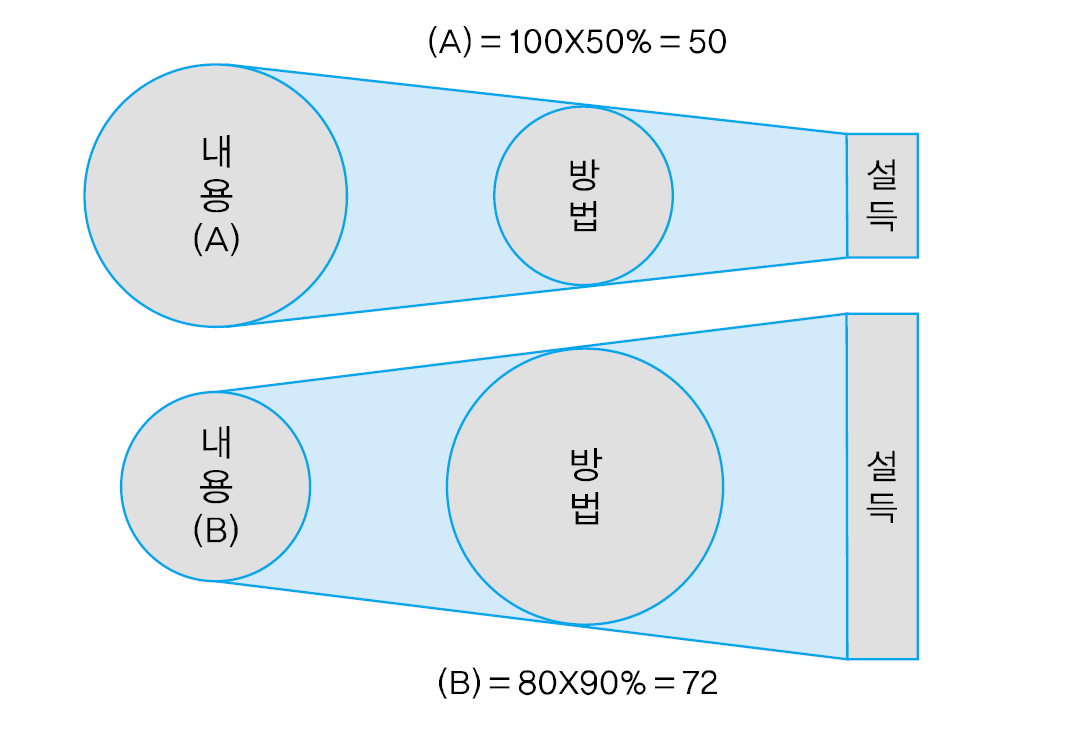 (A) = 100X50% = 50
내
용
(A)
방
법
설
득
내
용
(B)
방
법
설
득
(B) = 80X90% = 72